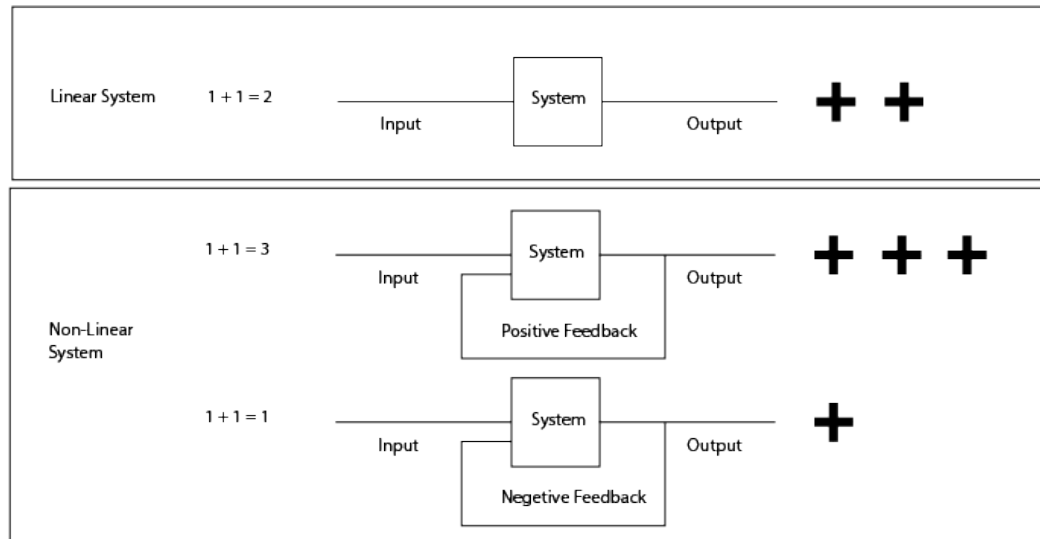 Linear System
1 + 1 = 2
System
Input
Output
Non-Linear
System
1 + 1 = 3
System
Input
Output
Positive Feedback
1 + 1 = 1
System
Input
Output
Negetive Feedback